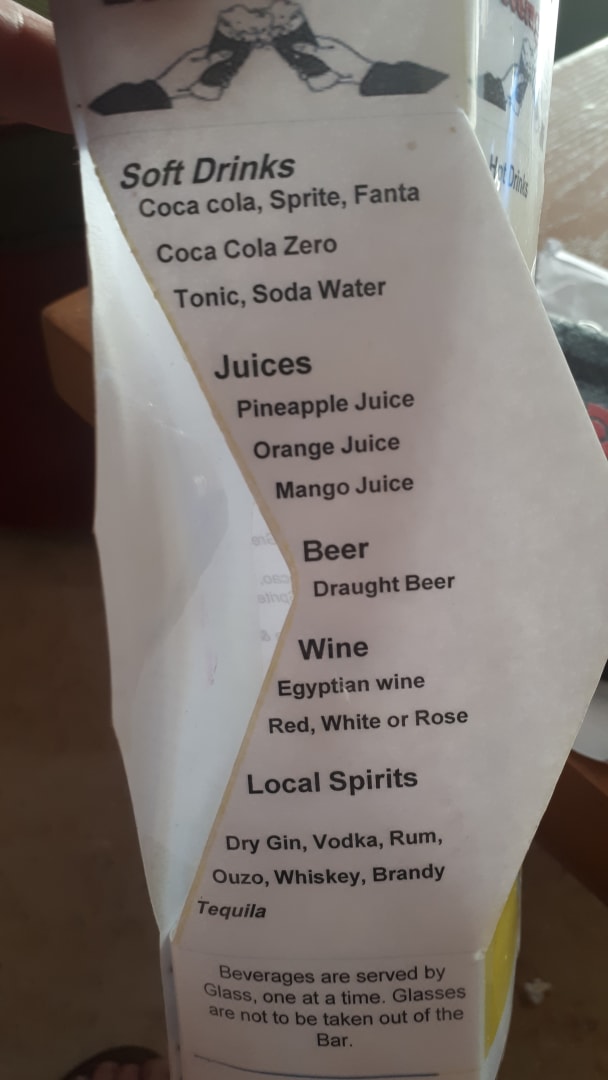 Soft Drinks
Coca cola, Sprite, Fanta
Coca Cola Zero
Tonic, Soda Water
Juices
Pineapple Juice
Orange Juice
Mango Juice
Beer
Draught Beer
Wine
Egyptian wine
Red, White or Rose
Local Spirits
Dry Gin, Vodka, Rum,
Ouzo, Whiskey, Brandy
Tequila
Beverages are served by
Glass, one at a time. Glasses
are not to be taken out of the
Bar.
Hot Drinks